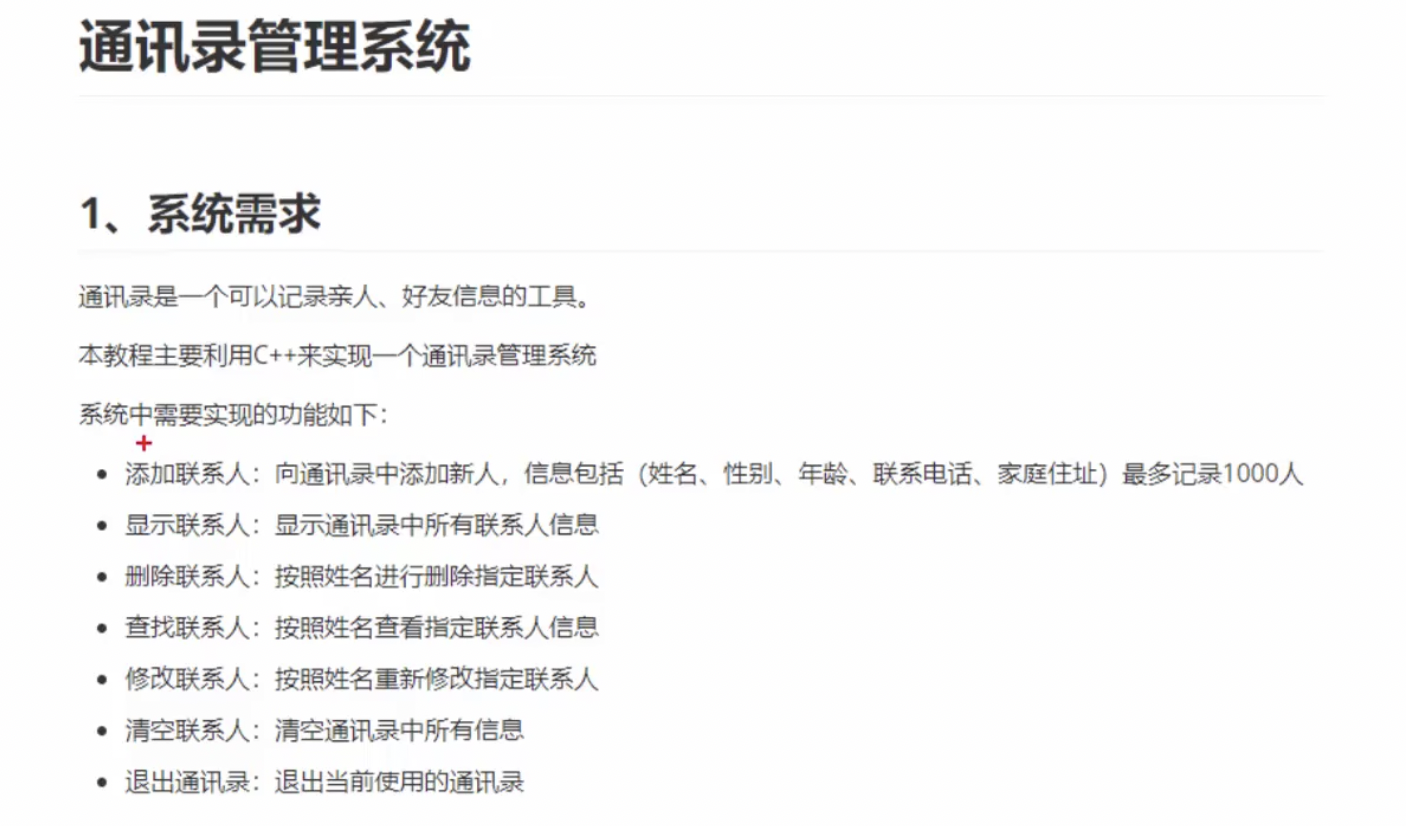 通讯录管理系统
1、系统需求
通讯录是一个可以记录亲人、好友信息的工具。
本教程主要利用C++来实现一个通讯录管理系统
系统中需要实现的功能如下：
添加联系人：向通讯录中添加新人，信息包括（姓名、性别、年龄、联系电话、家庭住址）最多记录1000人
显示联系人：显示通讯录中所有联系人信息
删除联系人：按照姓名进行删除指定联系人
查找联系人：按照姓名查看指定联系人信息
修改联系人：按照姓名重新修改指定联系人
清空联系人：清空通讯录中所有信息
退出通讯录：退出当前使用的通讯录